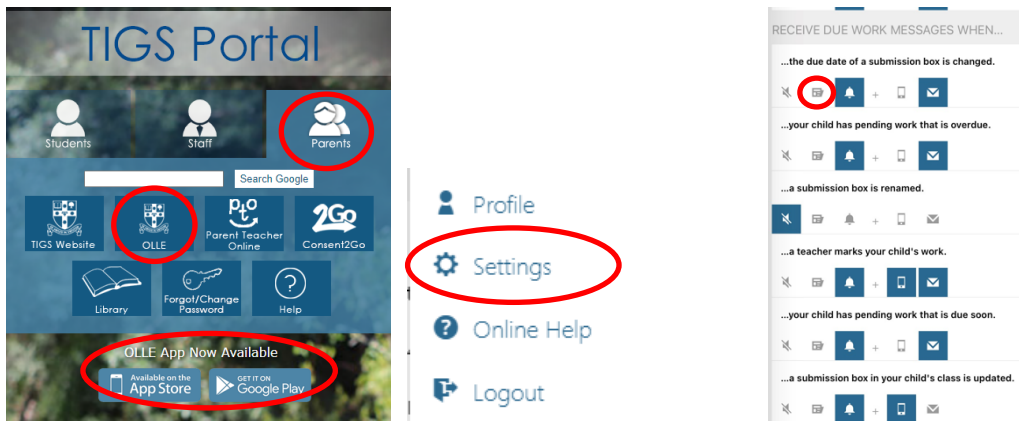 TIGS Portal
Students
Staff
Parents
Search Google
TIGS Website
OLLE
pto
Parent Teacher
Online
2Go
Consent2Go
Library
Forgot/Change
Password
?
Help
OLLE App Now Available
Available on the
App Store
GET IT ON
Google Play
Profile
Settings
? Online Help
Logout
RECEIVE DUE WORK MESSAGES WHEN...
...the due date of a submission box is changed.
+
...your child has pending work that is overdue.
+
...a submission box is renamed.
+
...a teacher marks your child's work.
+
...your child has pending work that is due soon.
+
...a submission box in your child's class is updated.
+